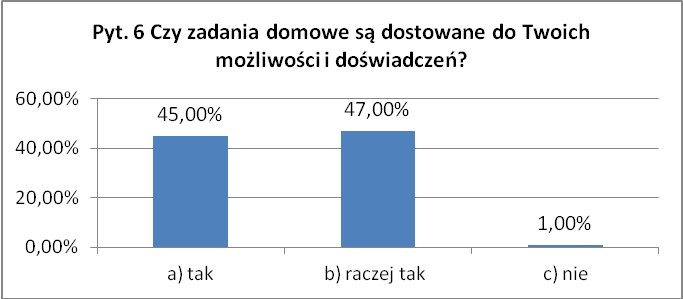 Pyt. 6 Czy zadania domowe są dostowane do Twoich
możliwości i doświadczeń?
60,00%
40,00%
20,00%
0,00%
45,00%
47,00%
1,00%
a) tak
b) raczej tak
c) nie